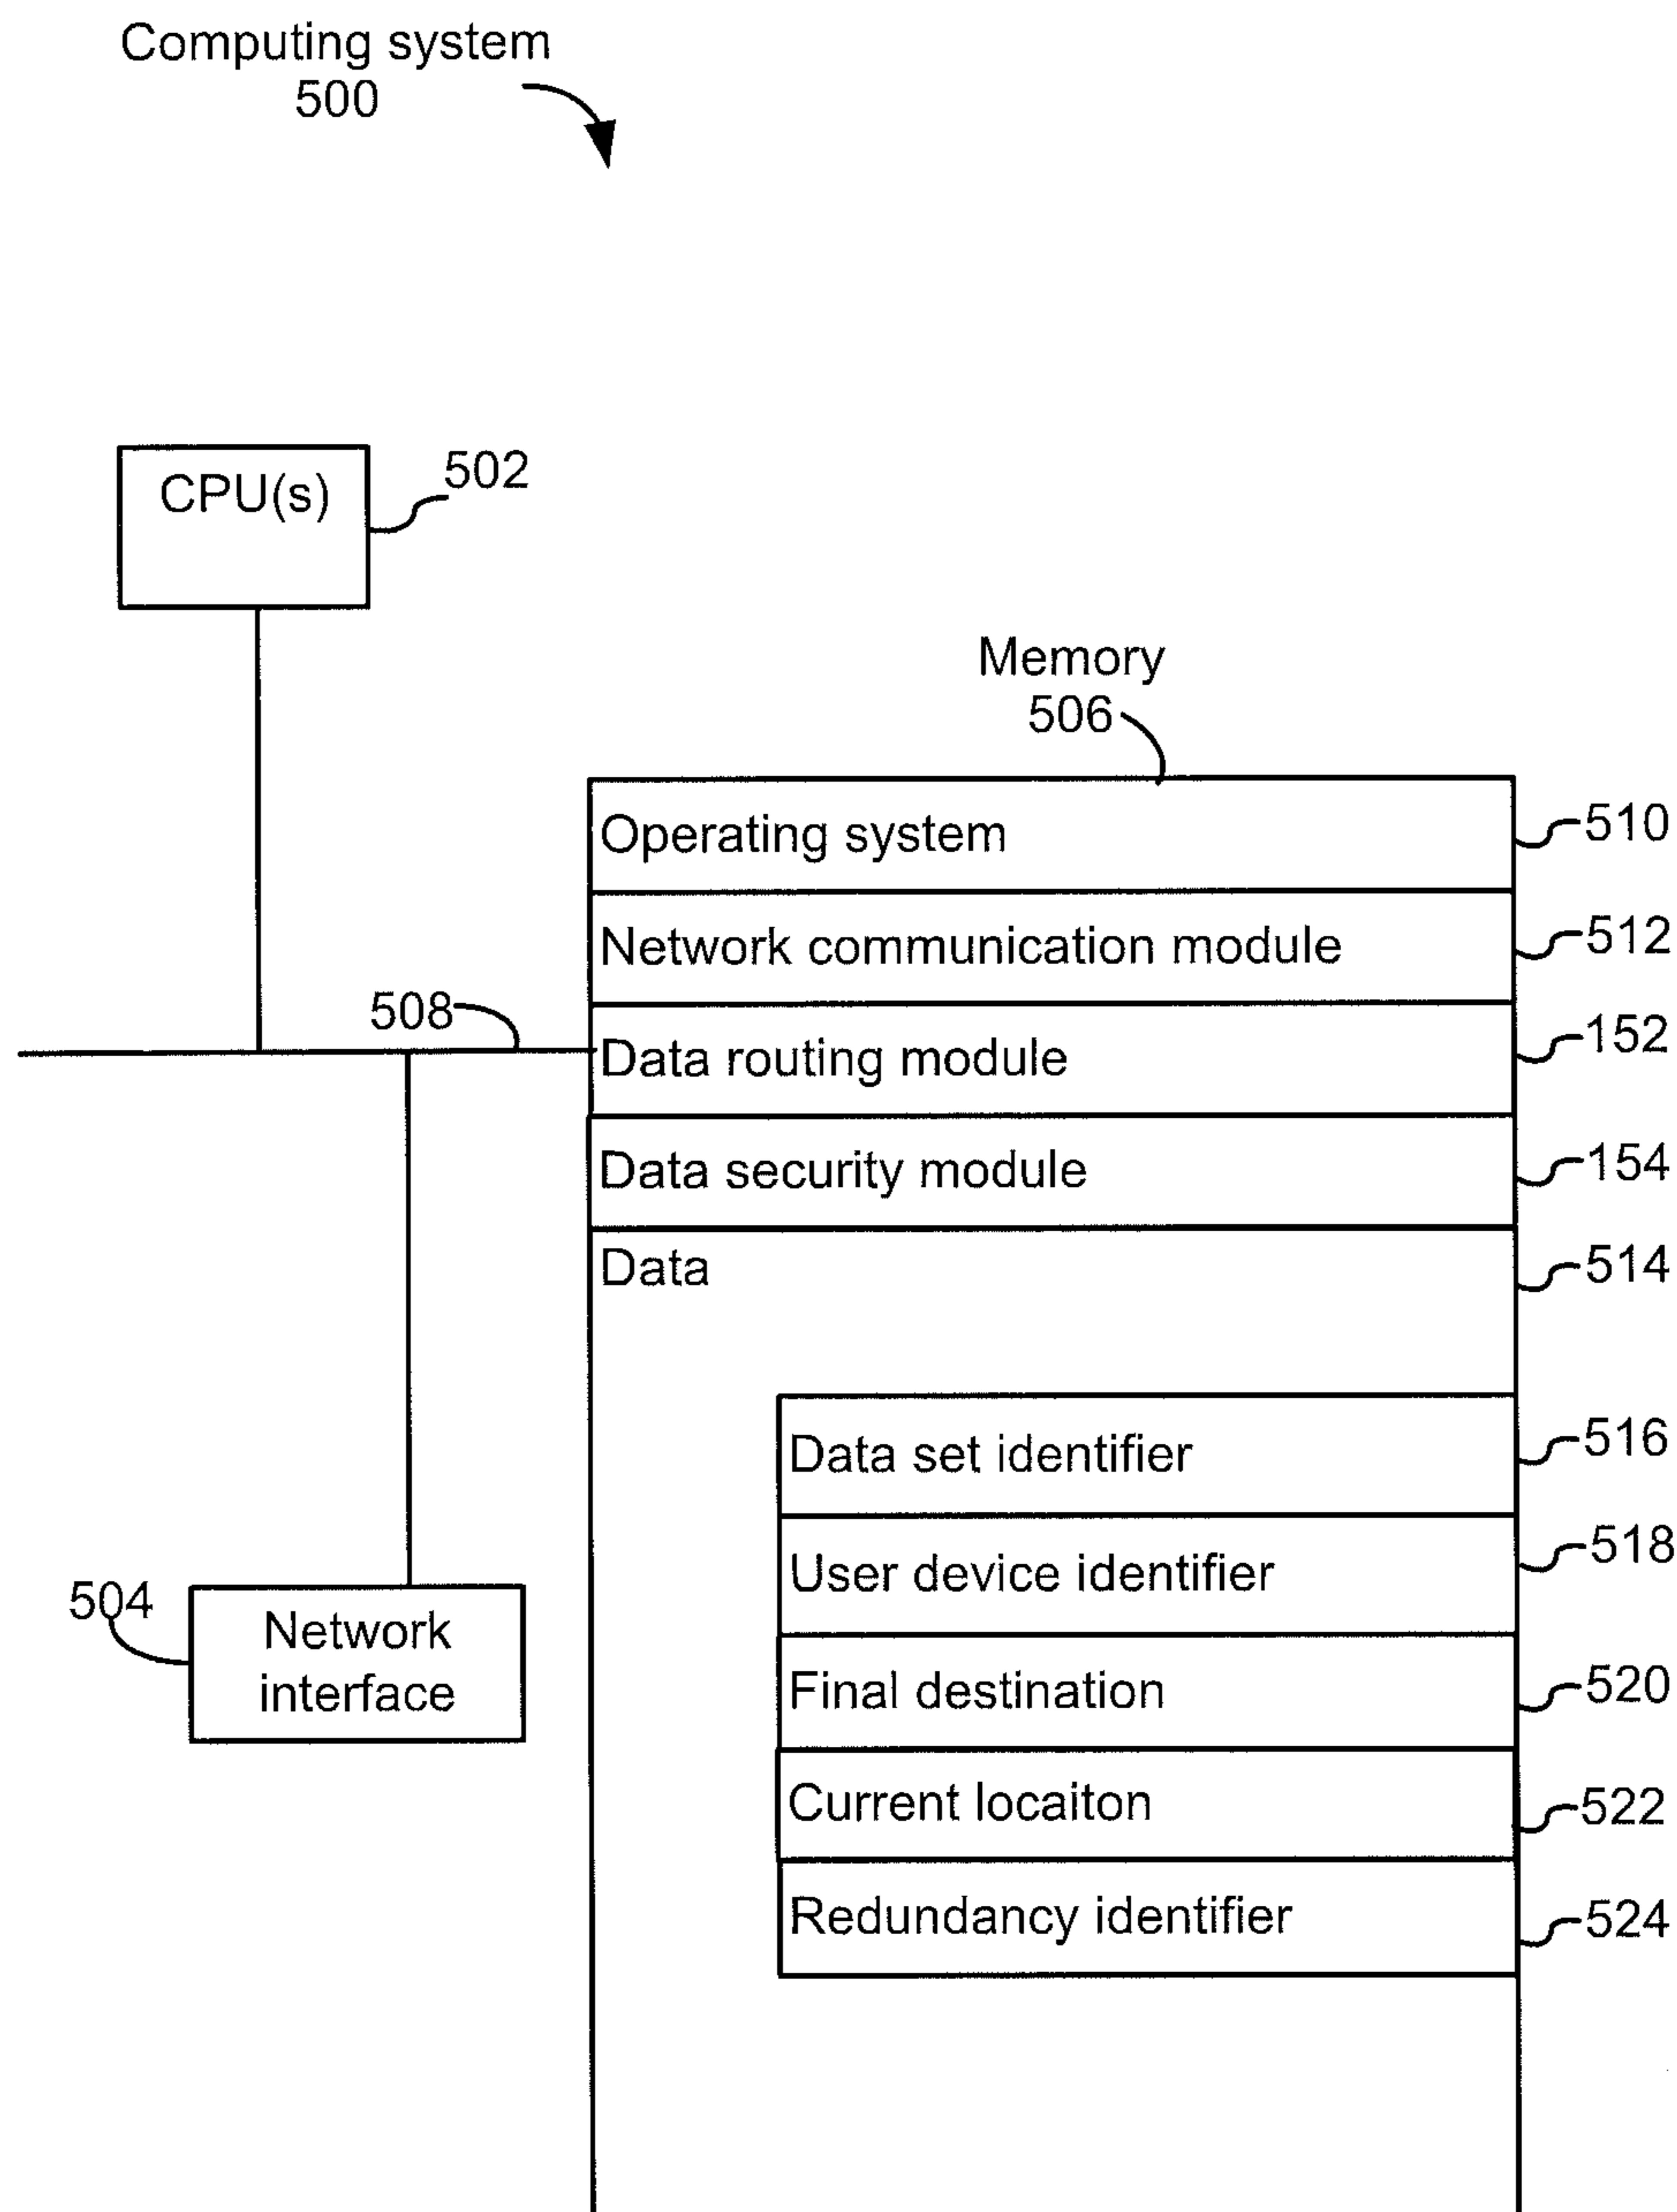 Computing system
500
CPU(s)
502
Memory
506
Operating system
510
Network communication module
512
508
Data routing module
152
Data security module
154
Data
514
Data set identifier
516
User device identifier
518
504
Network
interface
Final destination
520
Current locaiton
522
Redundancy identifier
524